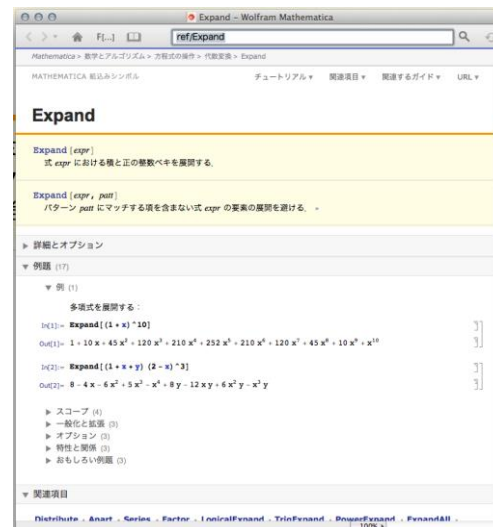 Expand – Wolfram Mathematica
F[...]
ref/Expand
Mathematica > 数学とアルゴリズム > 方程式の操作 > 代数変換 > Expand
MATHEMATICA 組込みシンボル
チュートリアル ▾ 関連項目 ▾ 関連するガイド ▾ URL ▾
Expand
Expand[expr]
式 expr における積と正の整数ベキを展開する.
Expand[expr, patt]
パターン patt にマッチする項を含まない式 expr の要素の展開を避ける. »
▶ 詳細とオプション
▼ 例題 (17)
▼ 例 (1)
多項式を展開する:
In[1]:= Expand[(1 + x)^10]
Out[1]= 1 + 10 x + 45 x² + 120 x³ + 210 x⁴ + 252 x⁵ + 210 x⁶ + 120 x⁷ + 45 x⁸ + 10 x⁹ + x¹⁰
In[2]:= Expand[(1 + x + y) (2 - x)^3]
Out[2]= 8 - 4 x - 6 x² + 5 x³ - x⁴ + 8 y - 12 x y + 6 x² y - x³ y
▶ スコープ (4)
▶ 一般化と拡張 (3)
▶ オプション (3)
▶ 特性と関係 (3)
▶ おもしろい例題 (3)
▼ 関連項目
Distribute · Apart · Series · Factor · LogicalExpand · TrigExpand · PowerExpand · ExpandAll ·
100% ▸